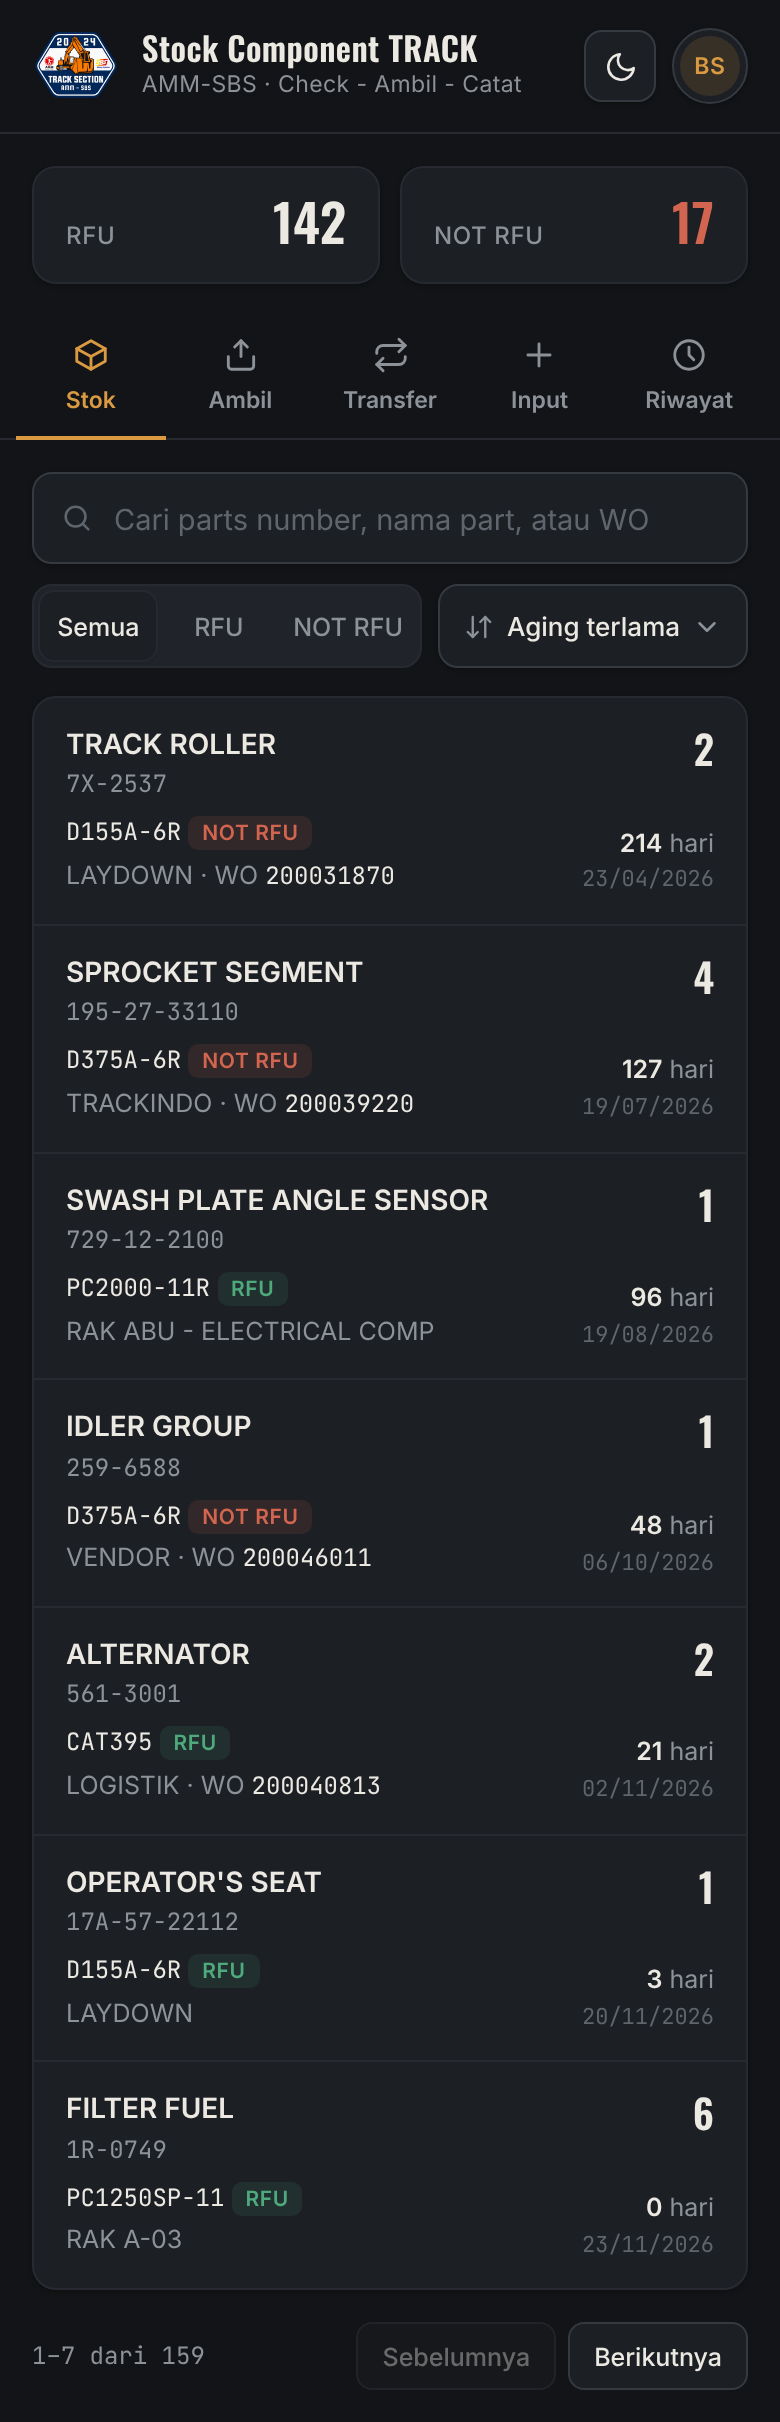 20 24
TRACK SECTION
AMM - SBS
Stock Component TRACK
AMM-SBS · Check - Ambil - Catat
BS
RFU 142
NOT RFU 17
Stok
Ambil
Transfer
Input
Riwayat
Cari parts number, nama part, atau WO
Semua
RFU
NOT RFU
Aging terlama
TRACK ROLLER 2
7X-2537
D155A-6R NOT RFU 214 hari
LAYDOWN · WO 200031870 23/04/2026
SPROCKET SEGMENT 4
195-27-33110
D375A-6R NOT RFU 127 hari
TRACKINDO · WO 200039220 19/07/2026
SWASH PLATE ANGLE SENSOR 1
729-12-2100
PC2000-11R RFU 96 hari
RAK ABU - ELECTRICAL COMP 19/08/2026
IDLER GROUP 1
259-6588
D375A-6R NOT RFU 48 hari
VENDOR · WO 200046011 06/10/2026
ALTERNATOR 2
561-3001
CAT395 RFU 21 hari
LOGISTIK · WO 200040813 02/11/2026
OPERATOR'S SEAT 1
17A-57-22112
D155A-6R RFU 3 hari
LAYDOWN 20/11/2026
FILTER FUEL 6
1R-0749
PC1250SP-11 RFU 0 hari
RAK A-03 23/11/2026
1–7 dari 159
Sebelumnya
Berikutnya